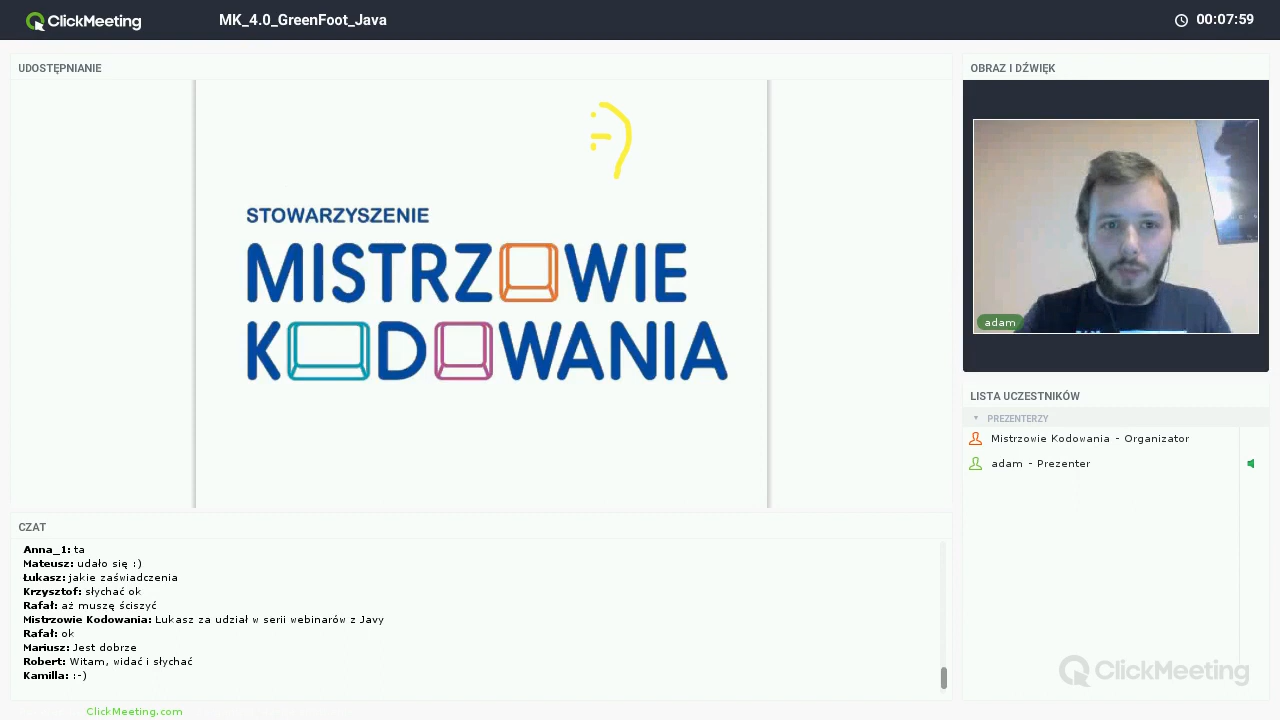 ClickMeeting
MK_4.0_GreenFoot_Java
00:07:59
UDOSTĘPNIANIE
STOWARZYSZENIE
MISTRZOWIE
KODOWANIA
OBRAZ I DŹWIĘK
adam
LISTA UCZESTNIKÓW
PREZENTERZY
Mistrzowie Kodowania - Organizator
adam - Prezenter
CZAT
Anna_1: ta
Mateusz: udało się :)
Łukasz: jakie zaświadczenia
Krzysztof: słychać ok
Rafał: aż muszę ściszyć
Mistrzowie Kodowania: Lukasz za udział w serii webinarów z Javy
Rafał: ok
Mariusz: Jest dobrze
Robert: Witam, widać i słychać
Kamilla: :-)
ClickMeeting
ClickMeeting.com